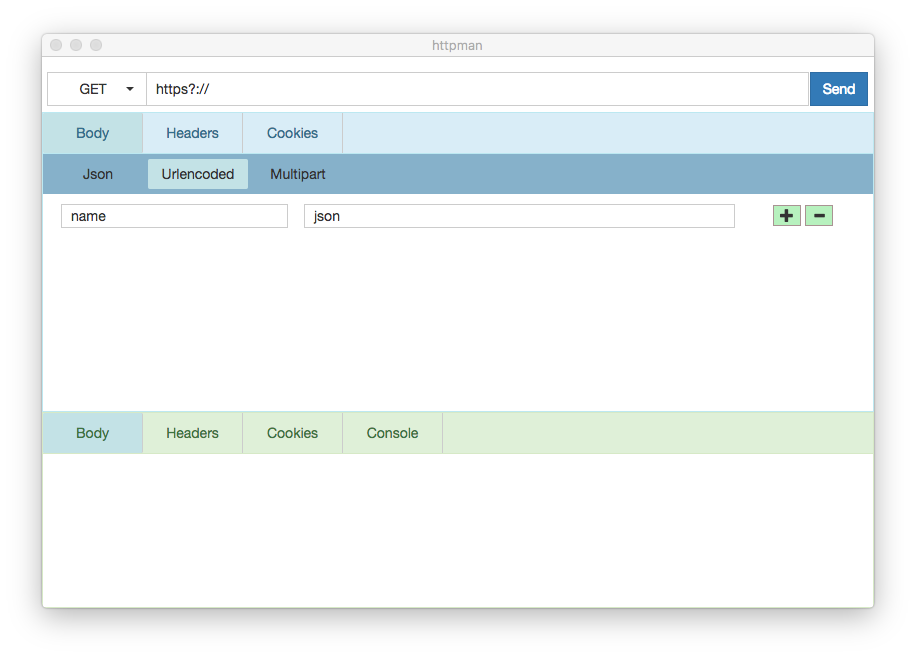 httpman
GET https?:// Send
Body Headers Cookies
Json Urlencoded Multipart
name json
Body Headers Cookies Console